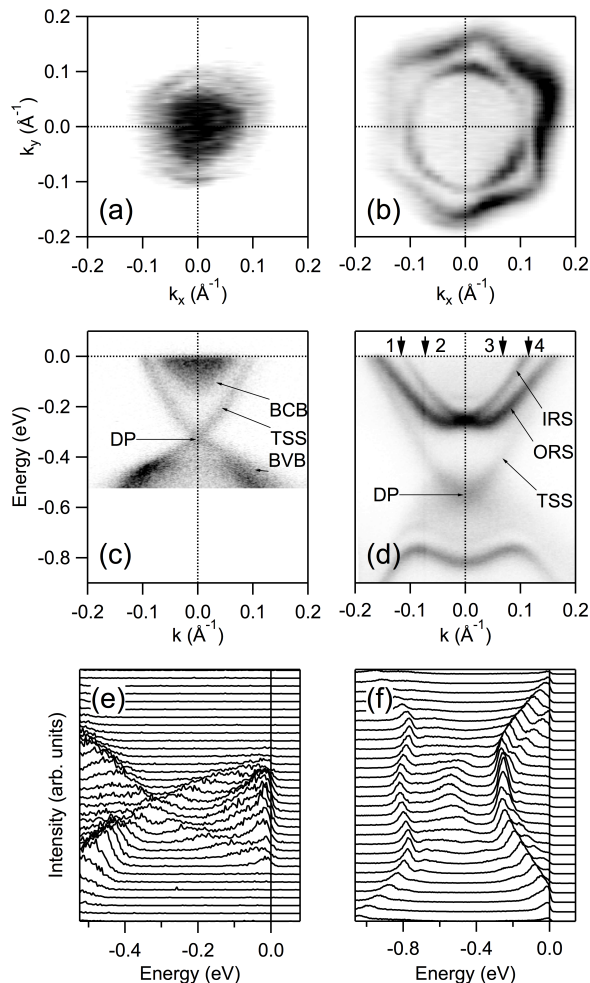 0.2
0.1
0.0
-0.1
-0.2
ky (Å-1)
(a)
(b)
-0.2 -0.1 0.0 0.1 0.2
-0.2 -0.1 0.0 0.1 0.2
kx (Å-1)
kx (Å-1)
0.0
-0.2
-0.4
-0.6
-0.8
Energy (eV)
BCB
TSS
DP
BVB
(c)
1 2 3 4
IRS
ORS
TSS
DP
(d)
-0.2 -0.1 0.0 0.1 0.2
-0.2 -0.1 0.0 0.1 0.2
k (Å-1)
k (Å-1)
(e)
(f)
Intensity (arb. units)
-0.4 -0.2 0.0
-0.8 -0.4 0.0
Energy (eV)
Energy (eV)